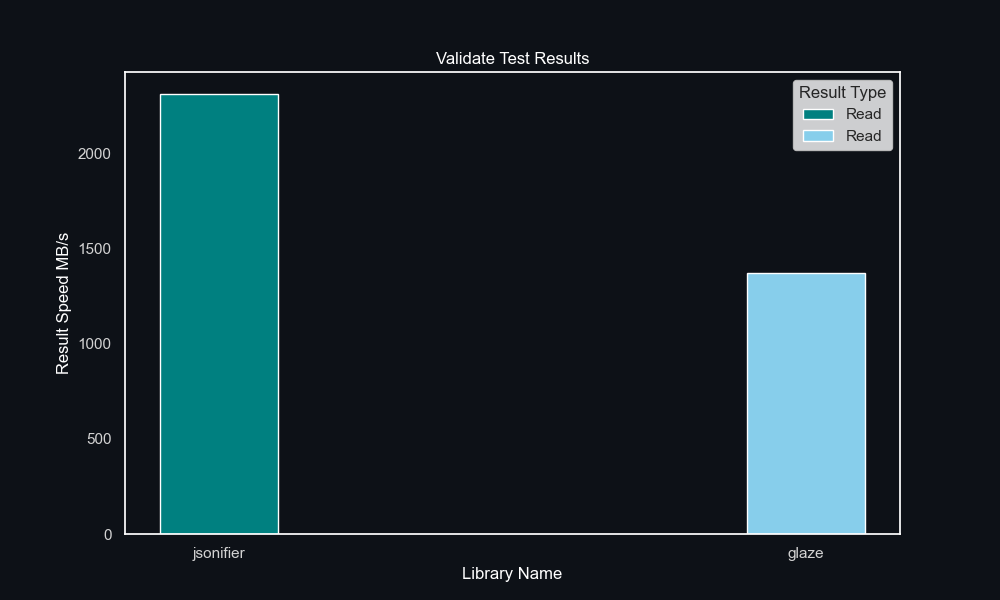 Validate Test Results
Result Type
Read
Read
2000
1500
1000
500
0
Result Speed MB/s
jsonifier
glaze
Library Name